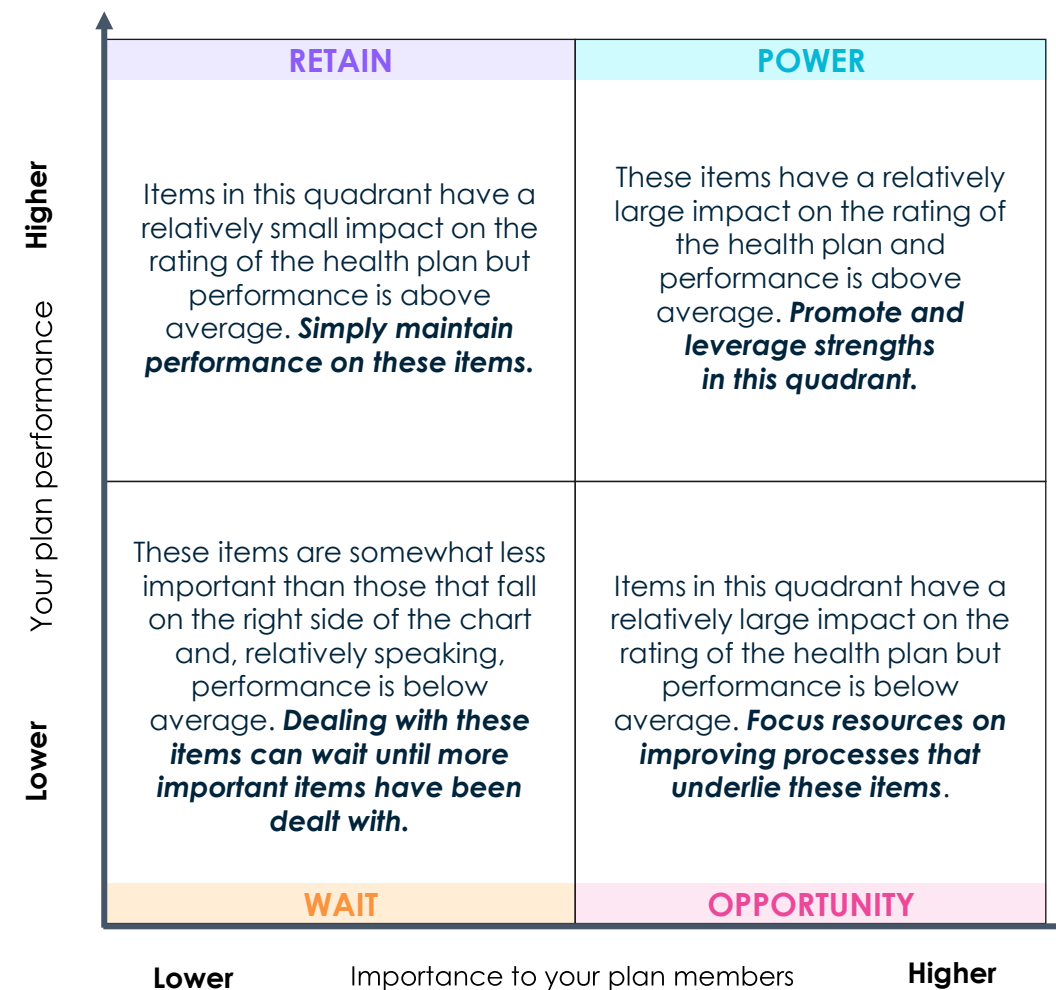 RETAIN
Items in this quadrant have a
relatively small impact on the
rating of the health plan but
performance is above
average. Simply maintain
performance on these items.
POWER
These items have a relatively
large impact on the rating of
the health plan and
performance is above
average. Promote and
leverage strengths
in this quadrant.
Higher
Your plan performance
Lower
These items are somewhat less
important than those that fall
on the right side of the chart
and, relatively speaking,
performance is below
average. Dealing with these
items can wait until more
important items have been
dealt with.
WAIT
Items in this quadrant have a
relatively large impact on the
rating of the health plan but
performance is below
average. Focus resources on
improving processes that
underlie these items.
OPPORTUNITY
Lower
Importance to your plan members
Higher